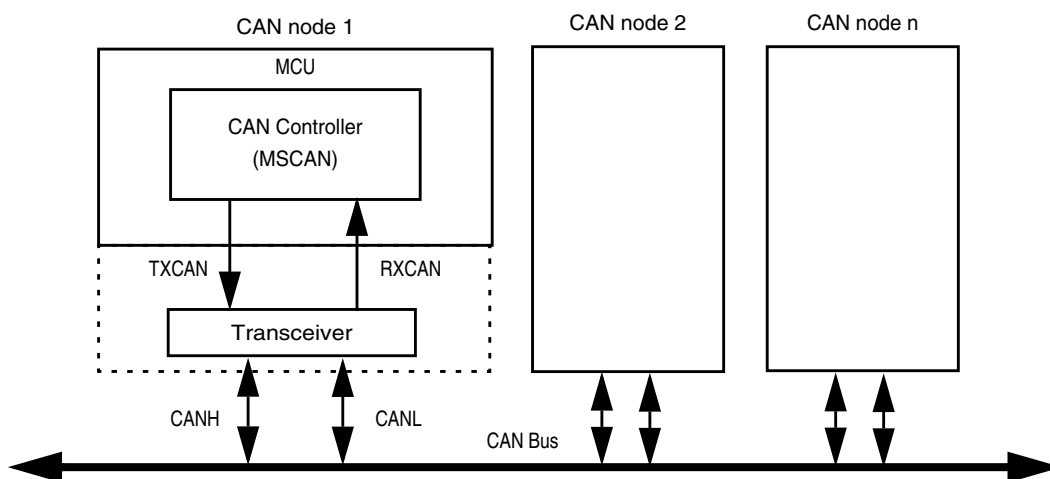 CAN node 1
CAN node 2
CAN node n
MCU
CAN Controller
(MSCAN)
TXCAN
RXCAN
Transceiver
CANH
CANL
CAN Bus